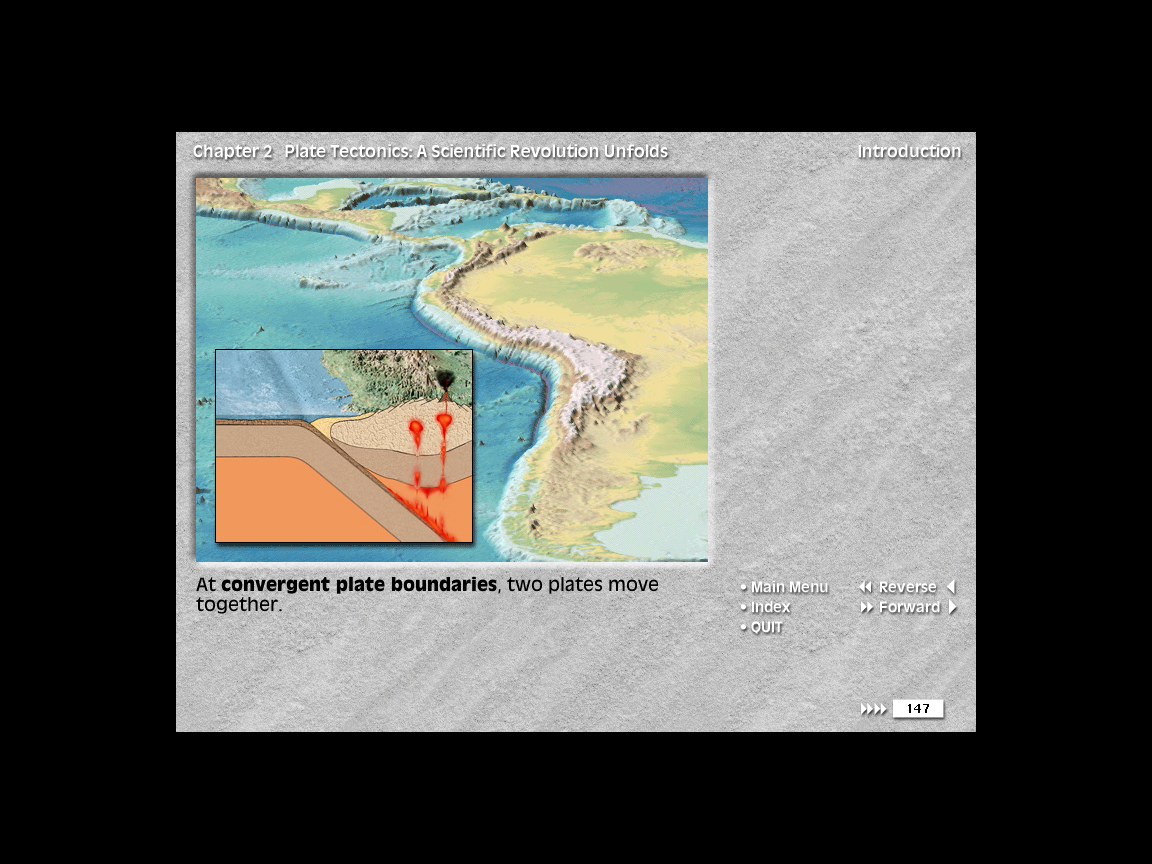 Chapter 2 Plate Tectonics: A Scientific Revolution Unfolds
Introduction
At convergent plate boundaries, two plates move
together.
• Main Menu
• Index
• QUIT
Reverse
Forward
147